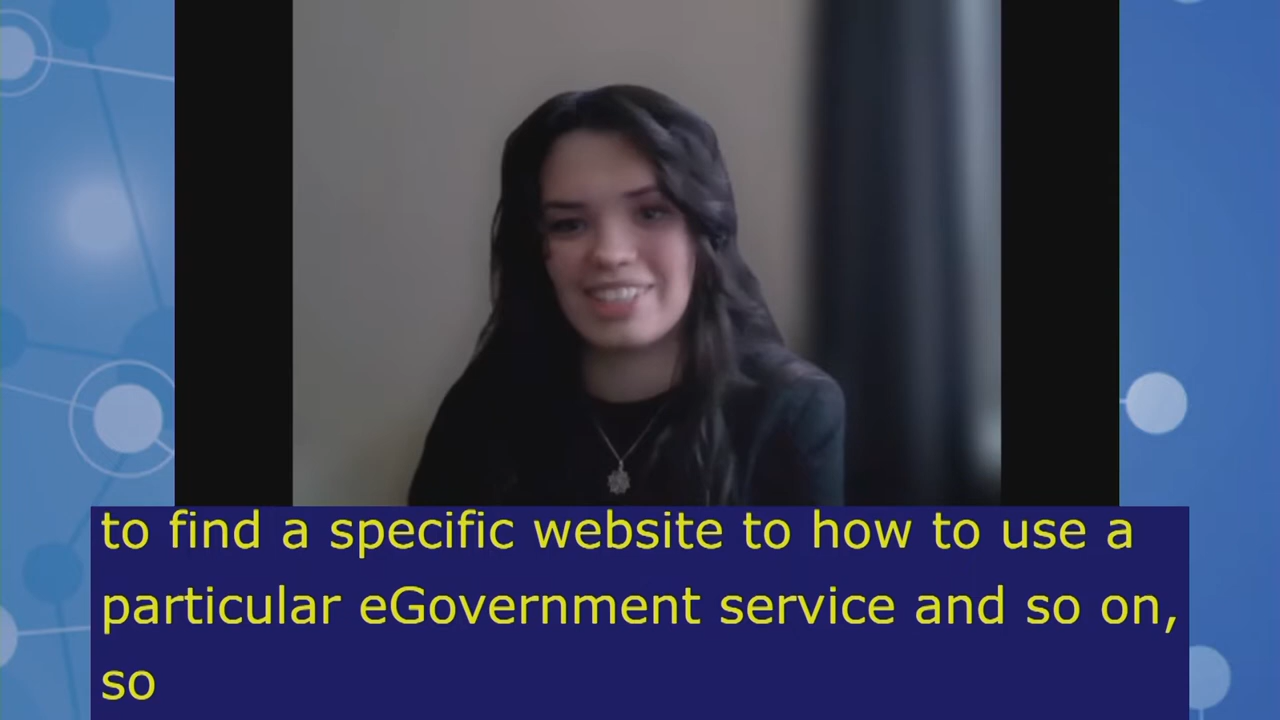 to find a specific website to how to use a
particular eGovernment service and so on,
so